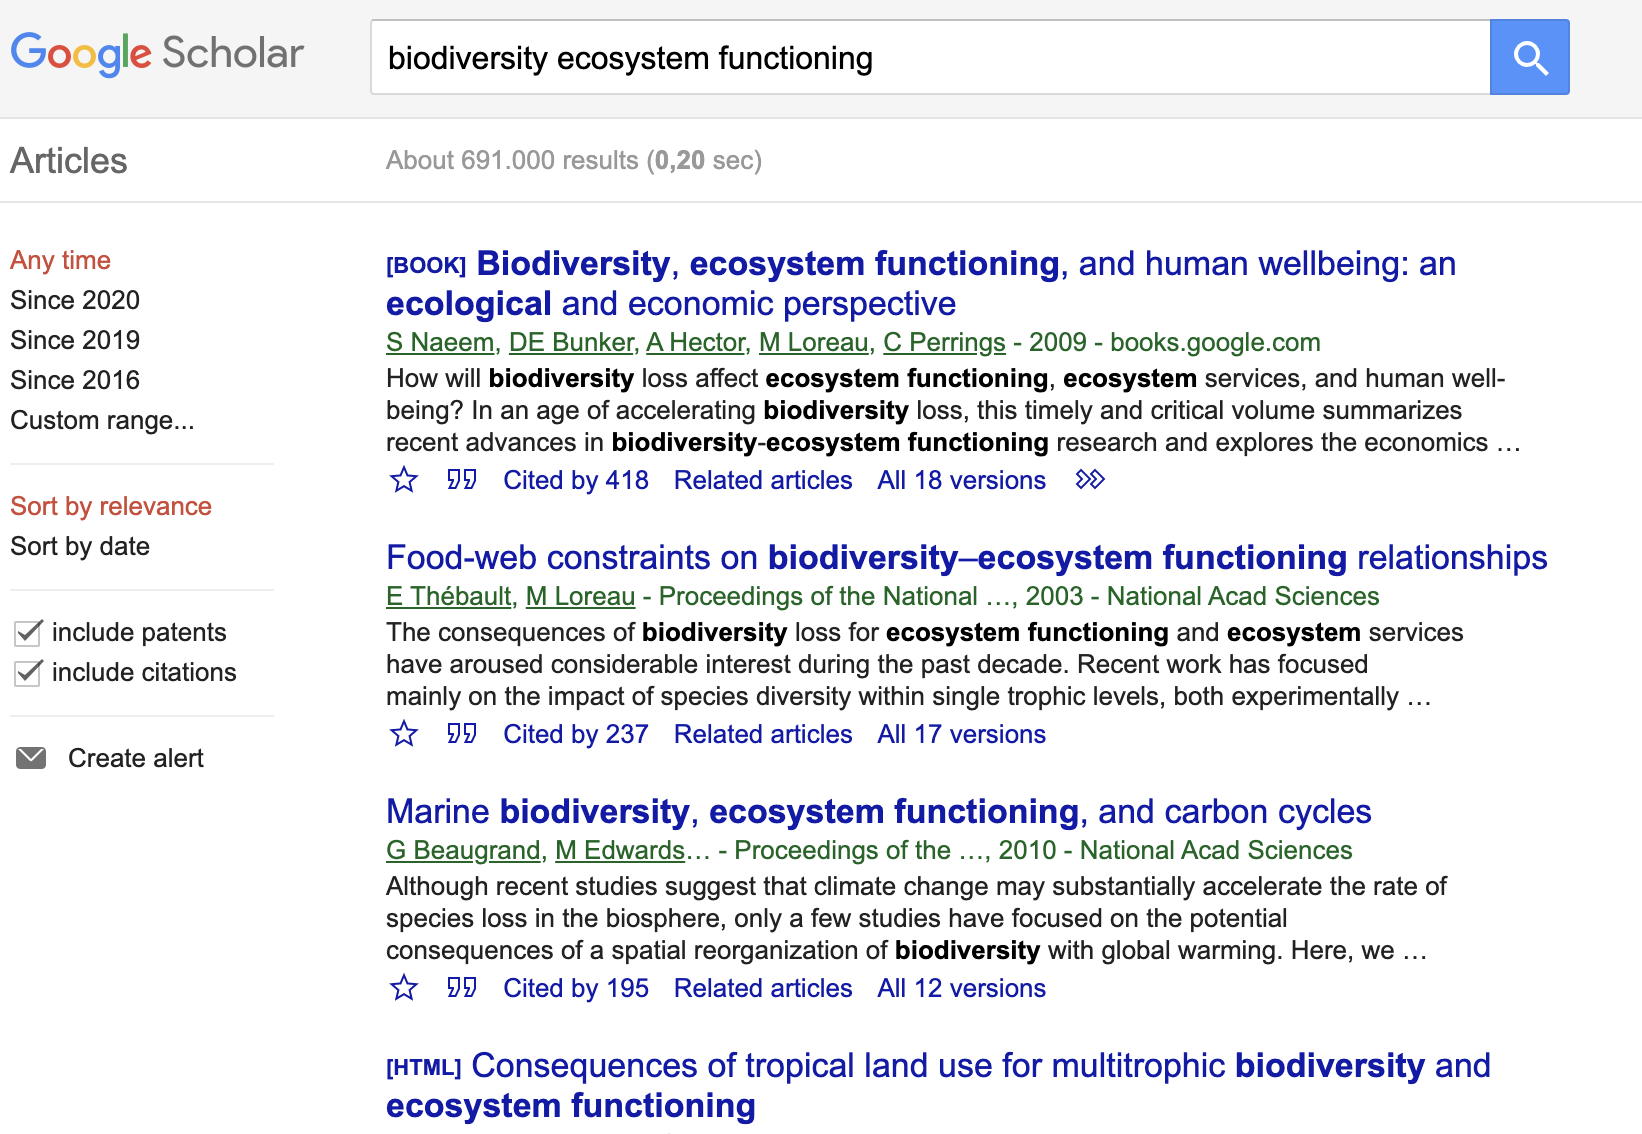 Google Scholar
biodiversity ecosystem functioning
Articles
About 691.000 results (0,20 sec)
Any time
Since 2020
Since 2019
Since 2016
Custom range...
Sort by relevance
Sort by date
include patents
include citations
Create alert
[BOOK] Biodiversity, ecosystem functioning, and human wellbeing: an
ecological and economic perspective
S Naeem, DE Bunker, A Hector, M Loreau, C Perrings - 2009 - books.google.com
How will biodiversity loss affect ecosystem functioning, ecosystem services, and human well-
being? In an age of accelerating biodiversity loss, this timely and critical volume summarizes
recent advances in biodiversity-ecosystem functioning research and explores the economics …
Cited by 418 Related articles All 18 versions
Food-web constraints on biodiversity–ecosystem functioning relationships
E Thébault, M Loreau - Proceedings of the National …, 2003 - National Acad Sciences
The consequences of biodiversity loss for ecosystem functioning and ecosystem services
have aroused considerable interest during the past decade. Recent work has focused
mainly on the impact of species diversity within single trophic levels, both experimentally …
Cited by 237 Related articles All 17 versions
Marine biodiversity, ecosystem functioning, and carbon cycles
G Beaugrand, M Edwards… - Proceedings of the …, 2010 - National Acad Sciences
Although recent studies suggest that climate change may substantially accelerate the rate of
species loss in the biosphere, only a few studies have focused on the potential
consequences of a spatial reorganization of biodiversity with global warming. Here, we …
Cited by 195 Related articles All 12 versions
[HTML] Consequences of tropical land use for multitrophic biodiversity and
ecosystem functioning